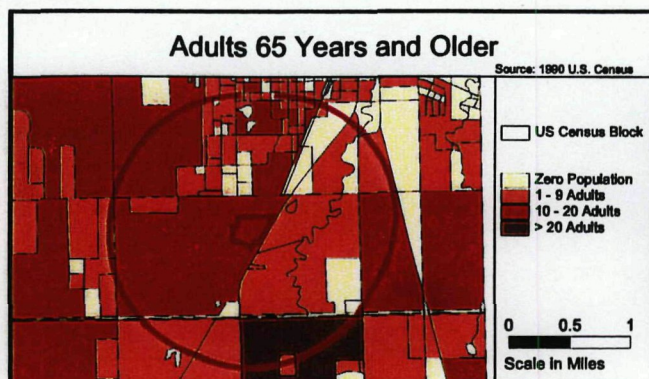 Adults 65 Years and Older
Source: 1990 U.S. Census
US Census Block
Zero Population
1 - 9 Adults
10 - 20 Adults
> 20 Adults
0 0.5 1
Scale in Miles